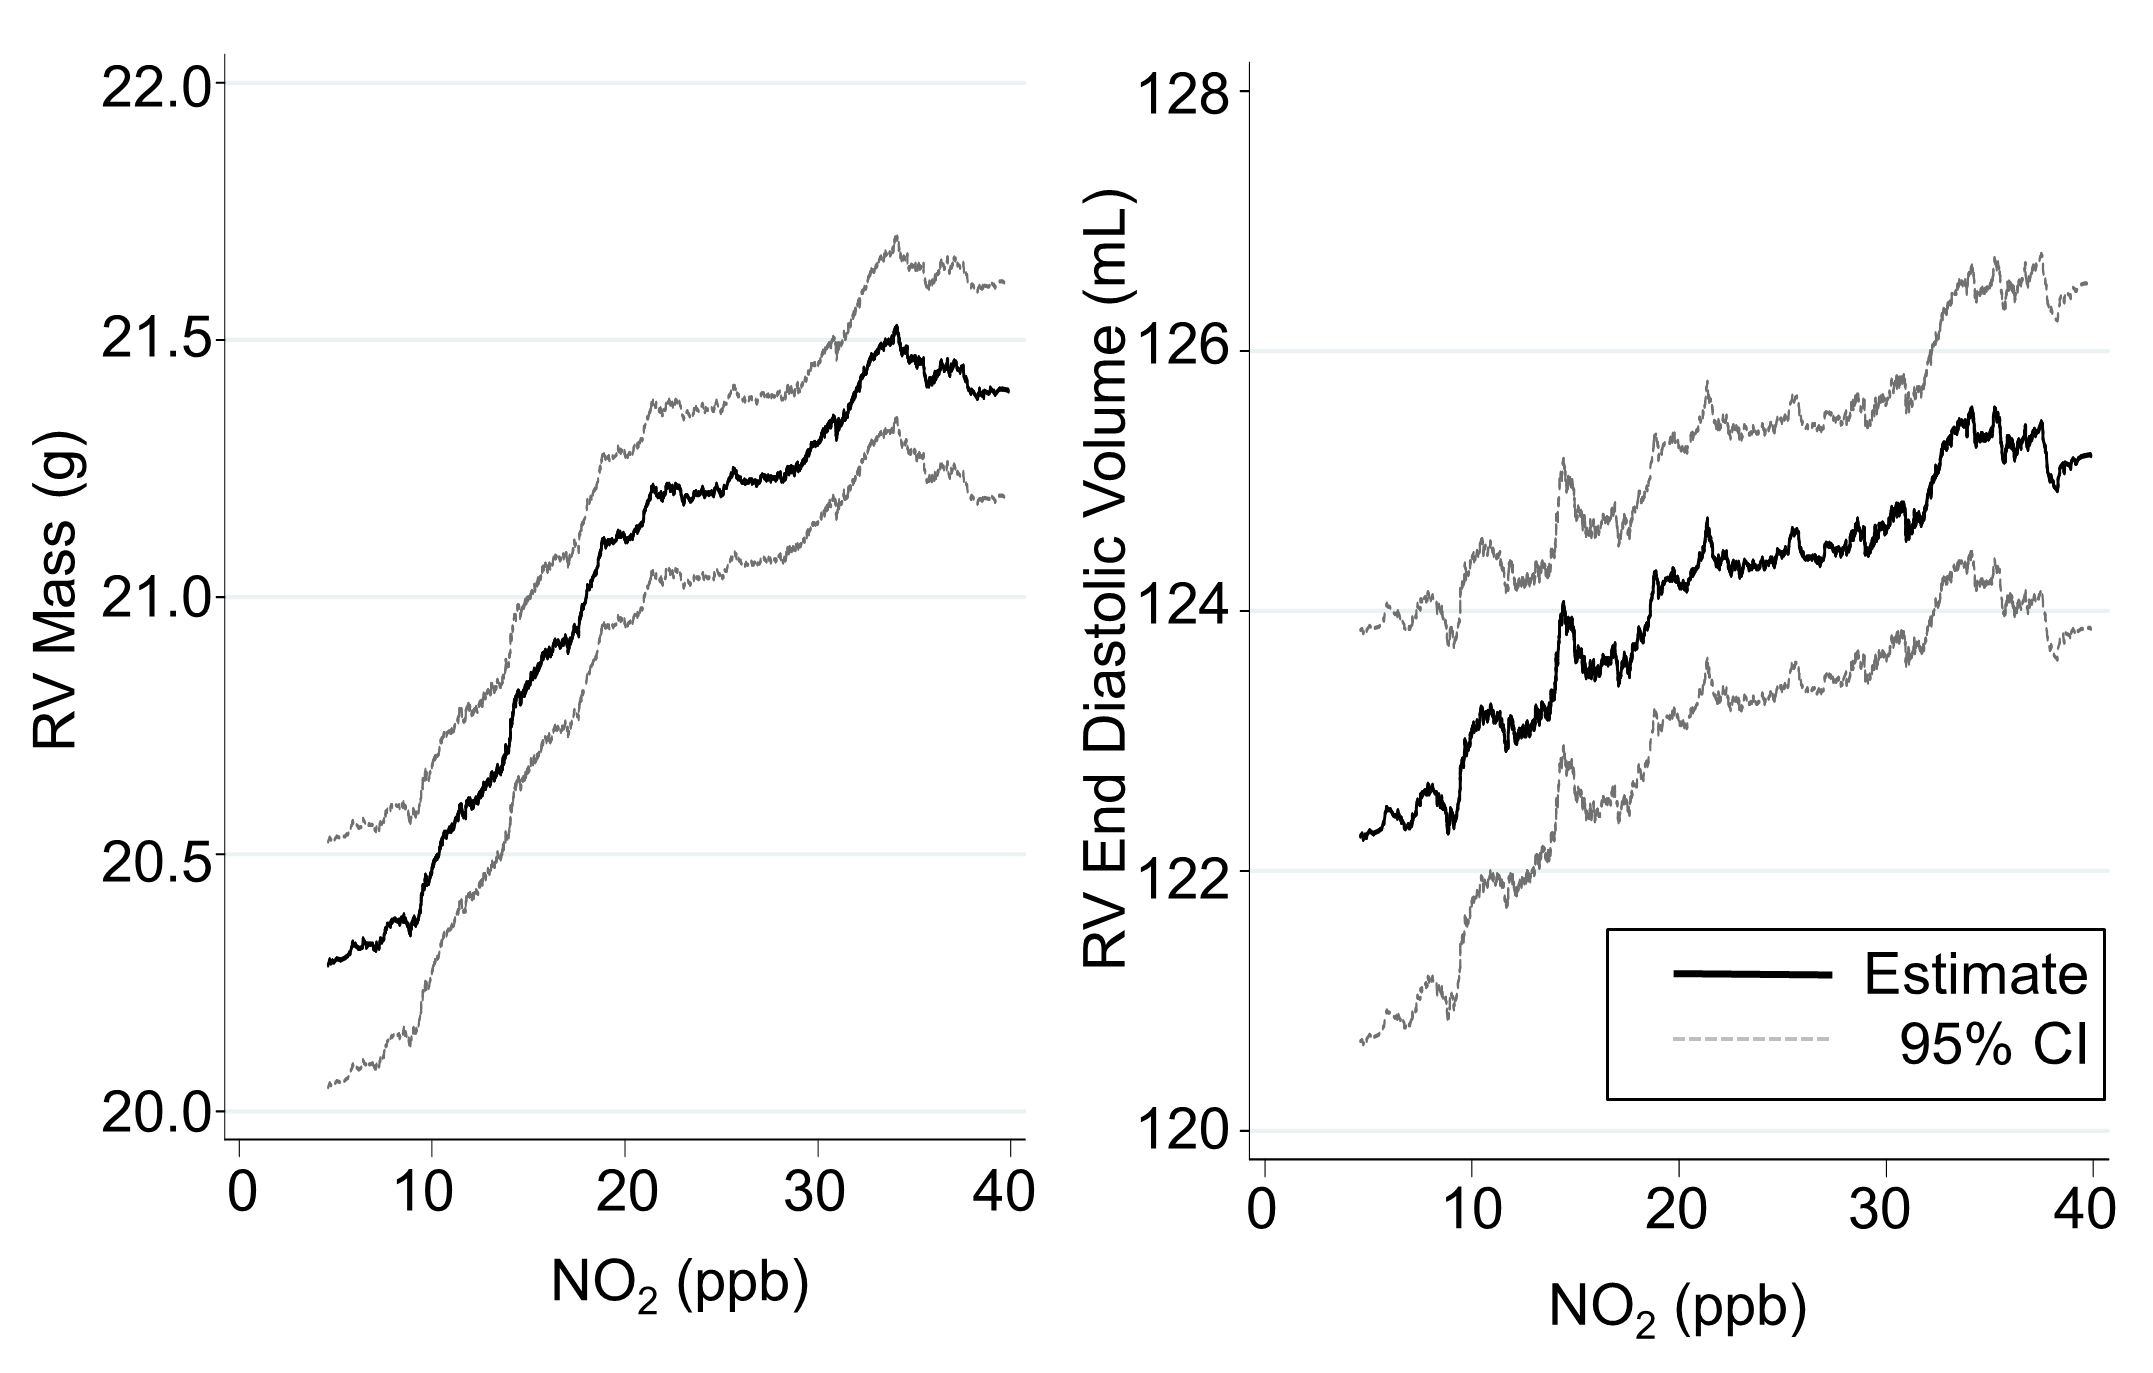 RV Mass (g)
22.0
21.5
21.0
20.5
20.0
0 10 20 30 40
NO2 (ppb)
RV End Diastolic Volume (mL)
128
126
124
122
120
Estimate
95% CI
0 10 20 30 40
NO2 (ppb)